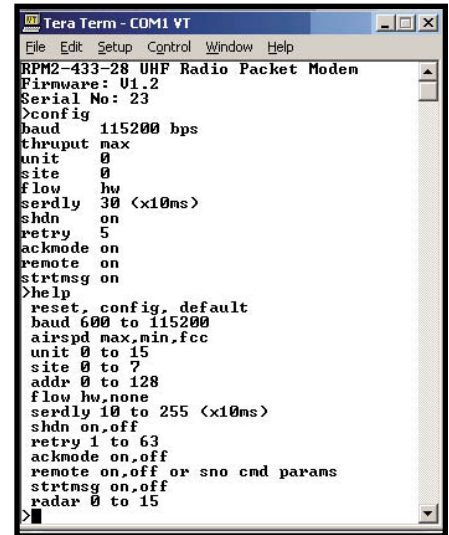 Tera Term - COM1 VT
File Edit Setup Control Window Help
RPM2-433-28 UHF Radio Packet Modem
Firmware: V1.2
Serial No: 23
>config
baud 115200 bps
thruput max
unit 0
site 0
flow hw
serdly 30 (x10ms)
shdn on
retry 5
ackmode on
remote on
strtmsg on
>help
reset, config, default
baud 600 to 115200
airspd max,min,fcc
unit 0 to 15
site 0 to 7
addr 0 to 128
flow hw,none
serdly 10 to 255 (x10ms)
shdn on,off
retry 1 to 63
ackmode on,off
remote on,off or sno cmd params
strtmsg on,off
radar 0 to 15
>